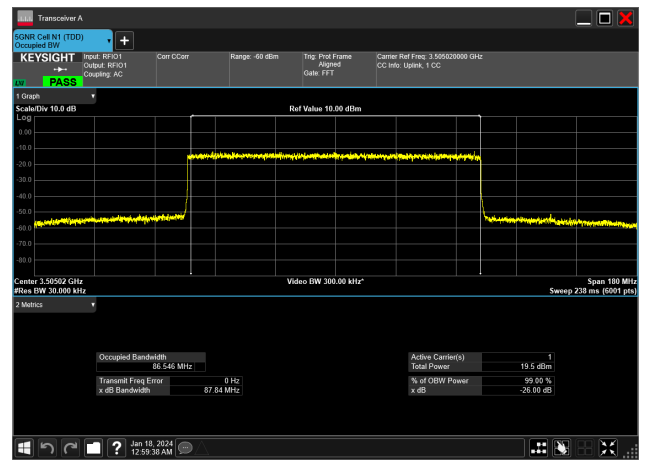 Transceiver A
5GNR Cell N1 (TDD)
Occupied BW
KEYSIGHT
LXI
PASS
Input: RFIO1
Output: RFIO1
Coupling: AC
Corr CCorr
Range: -60 dBm
Trig: Prot Frame
Aligned
Gate: FFT
Carrier Ref Freq: 3.505020000 GHz
CC Info: Uplink, 1 CC
1 Graph
Scale/Div 10.0 dB
Ref Value 10.00 dBm
Log
0.00
-10.0
-20.0
-30.0
-40.0
-50.0
-60.0
-70.0
-80.0
Center 3.50502 GHz
Video BW 300.00 kHz*
Span 180 MHz
#Res BW 30.000 kHz
Sweep 238 ms (6001 pts)
2 Metrics
Occupied Bandwidth
86.546 MHz
Transmit Freq Error 0 Hz
x dB Bandwidth 87.84 MHz
Active Carrier(s) 1
Total Power 19.5 dBm
% of OBW Power 99.00 %
x dB -26.00 dB
?
Jan 18, 2024
12:59:38 AM